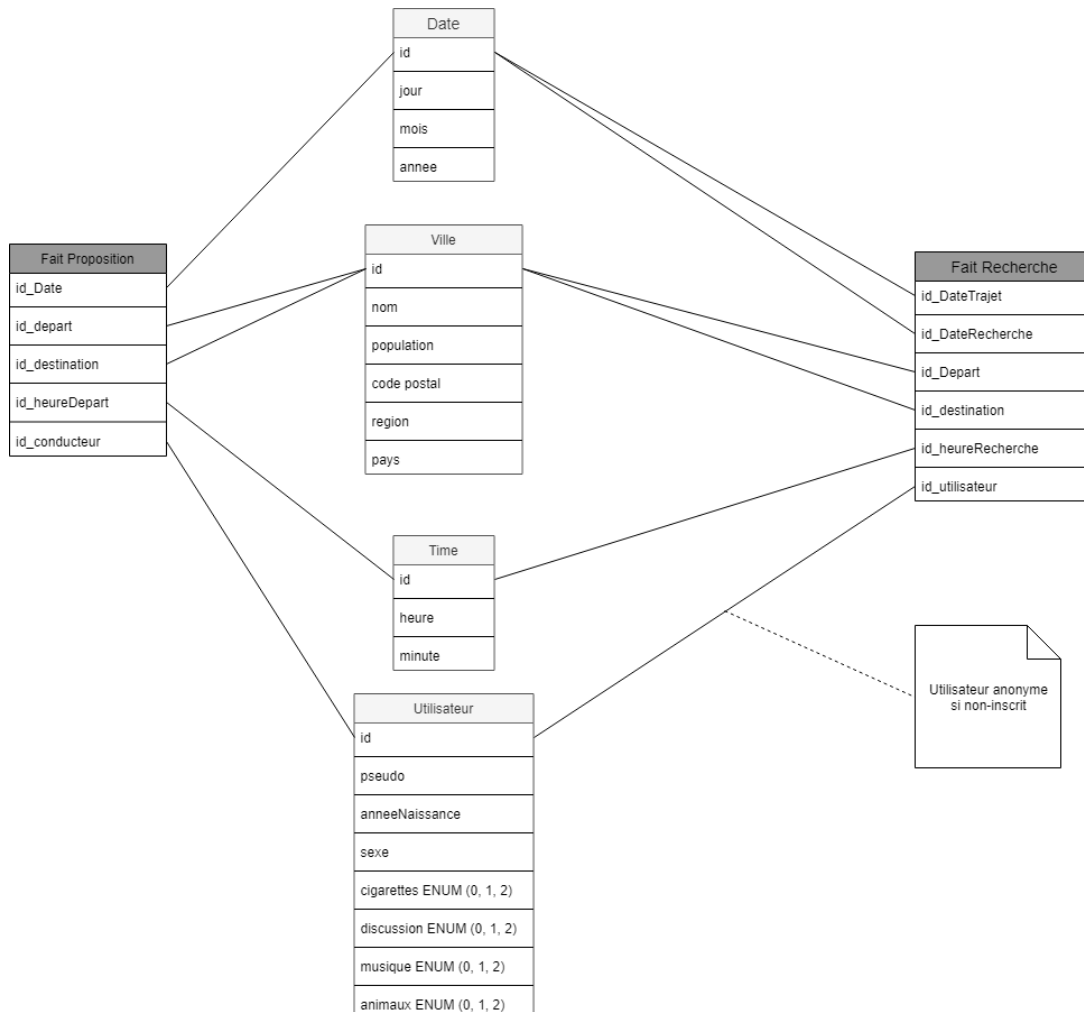 Date
id
jour
mois
annee
Ville
id
nom
population
code postal
region
pays
Fait Proposition
id_Date
id_depart
id_destination
id_heureDepart
id_conducteur
Fait Recherche
id_DateTrajet
id_DateRecherche
id_Depart
id_destination
id_heureRecherche
id_utilisateur
Time
id
heure
minute
Utilisateur anonyme
si non-inscrit
Utilisateur
id
pseudo
anneeNaissance
sexe
cigarettes ENUM (0, 1, 2)
discussion ENUM (0, 1, 2)
musique ENUM (0, 1, 2)
animaux ENUM (0, 1, 2)